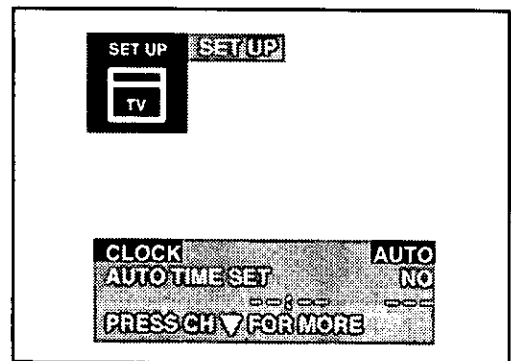 SET UP SET UP
TV
CLOCK AUTO
AUTO TIME SET NO
--:-- ---
PRESS CH ▽ FOR MORE